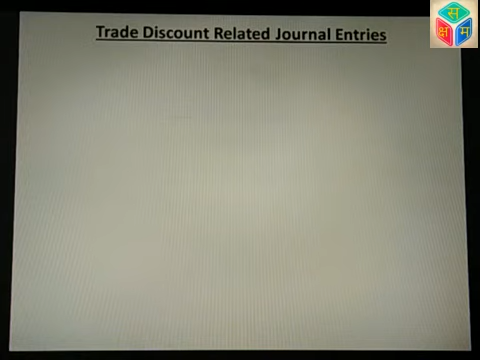 Trade Discount Related Journal Entries
स
क्ष
म